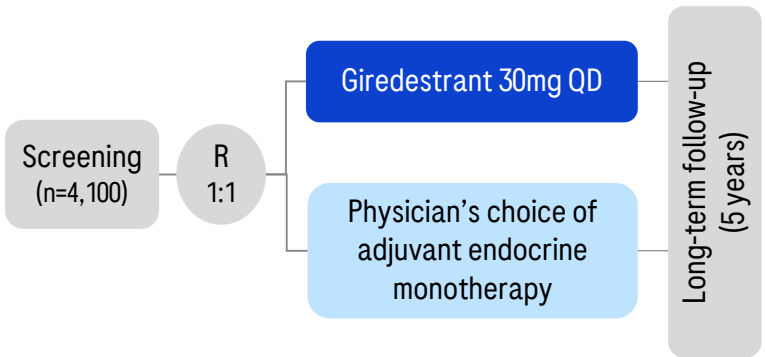 Screening
(n=4,100)
R
1:1
Giredestrant 30mg QD
Physician's choice of
adjuvant endocrine
monotherapy
Long-term follow-up
(5 years)